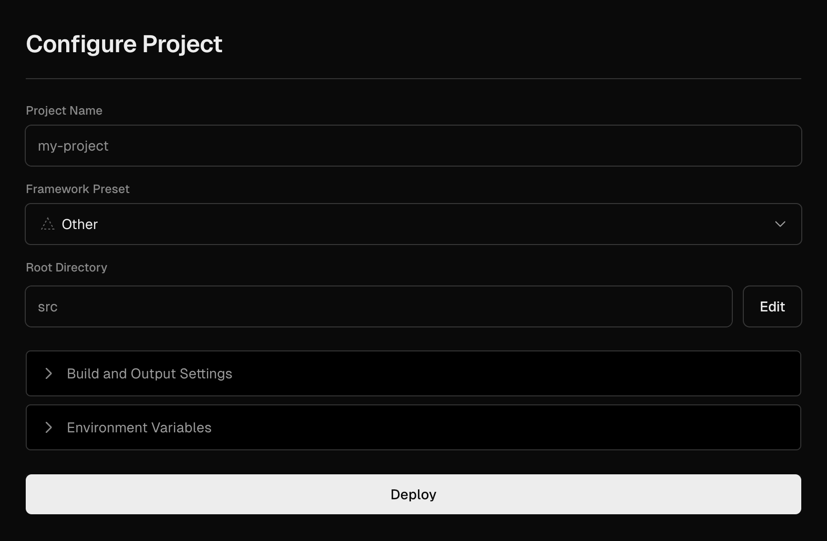 Configure Project
Project Name
my-project
Framework Preset
Other
Root Directory
src
Edit
Build and Output Settings
Environment Variables
Deploy